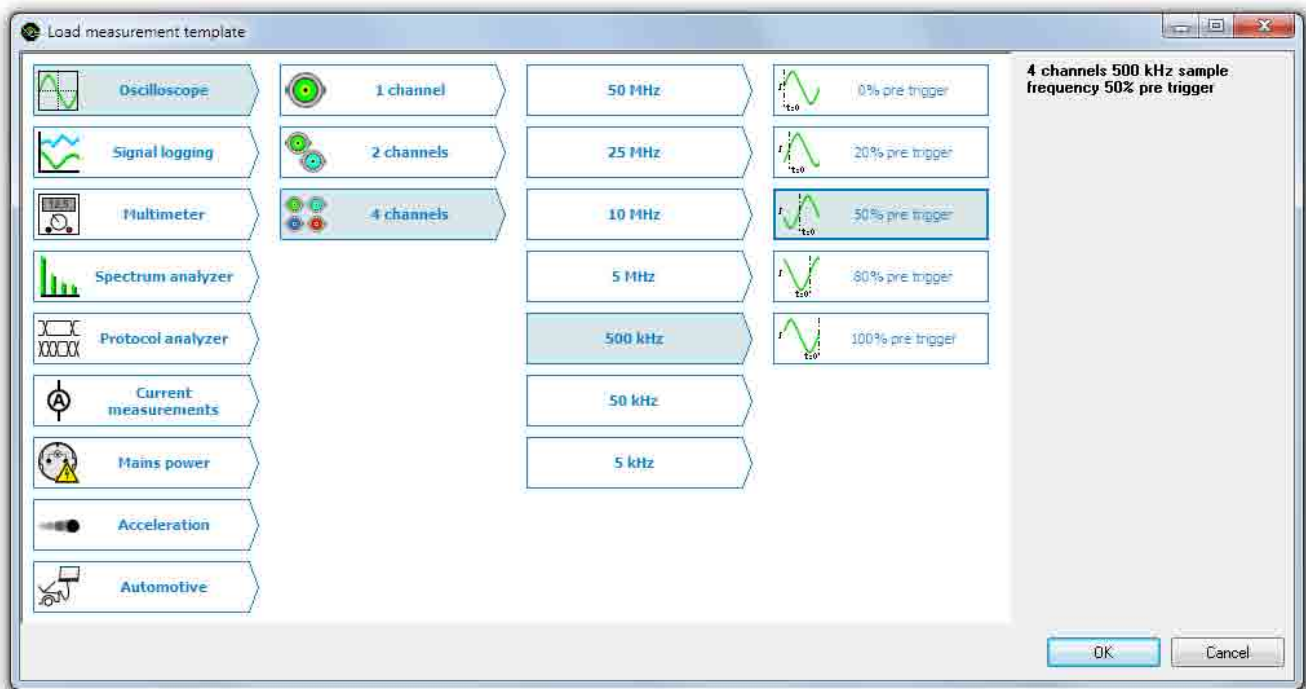 Load measurement template
Oscilloscope
Signal logging
Multimeter
Spectrum analyzer
Protocol analyzer
Current
measurements
Mains power
Acceleration
Automotive
1 channel
2 channels
4 channels
50 MHz
25 MHz
10 MHz
5 MHz
500 kHz
50 kHz
5 kHz
0% pre trigger
20% pre trigger
50% pre trigger
80% pre trigger
100% pre trigger
4 channels 500 kHz sample
frequency 50% pre trigger
OK
Cancel